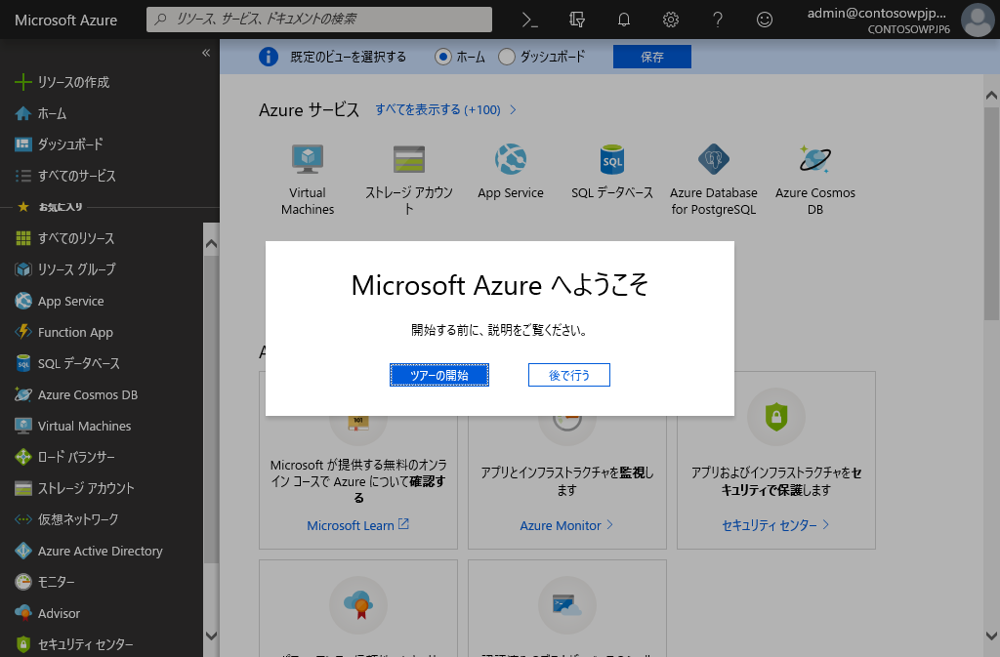 Microsoft Azure
リソース、サービス、ドキュメントの検索
admin@contosowpjp...
CONTOSOWPJP6
リソースの作成
ホーム
ダッシュボード
すべてのサービス
お気に入り
すべてのリソース
リソース グループ
App Service
Function App
SQL データベース
Azure Cosmos DB
Virtual Machines
ロード バランサー
ストレージ アカウント
仮想ネットワーク
Azure Active Directory
モニター
Advisor
セキュリティ センター
既定のビューを選択する
ホーム
ダッシュボード
保存
Azure サービス
すべてを表示する (+100)
Virtual
Machines
ストレージ アカウン
ト
App Service
SQL データベース
Azure Database
for PostgreSQL
Azure Cosmos
DB
Microsoft Azure へようこそ
開始する前に、説明をご覧ください。
ツアーの開始
後で行う
Microsoft が提供する無料のオンラ
イン コースで Azure について確認す
る
Microsoft Learn
アプリとインフラストラクチャを監視し
ます
Azure Monitor
アプリおよびインフラストラクチャをセ
キュリティで保護します
セキュリティ センター